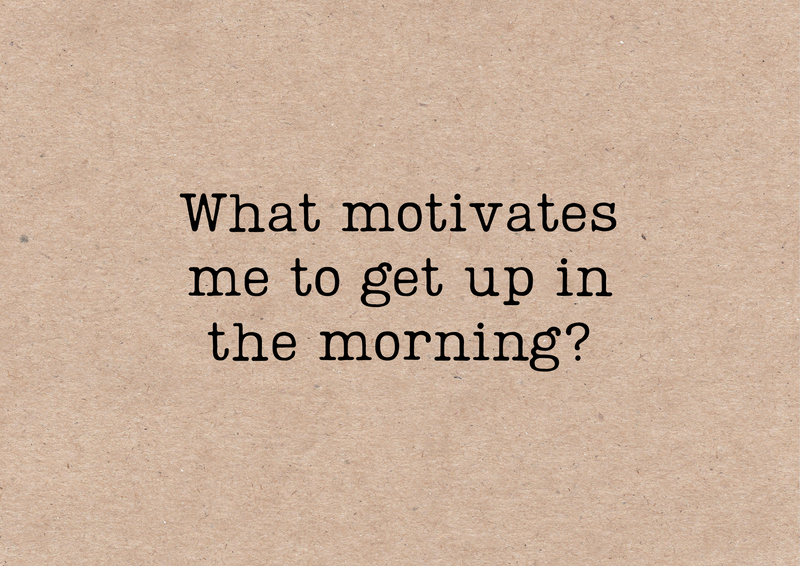 What motivates
me to get up in
the morning?